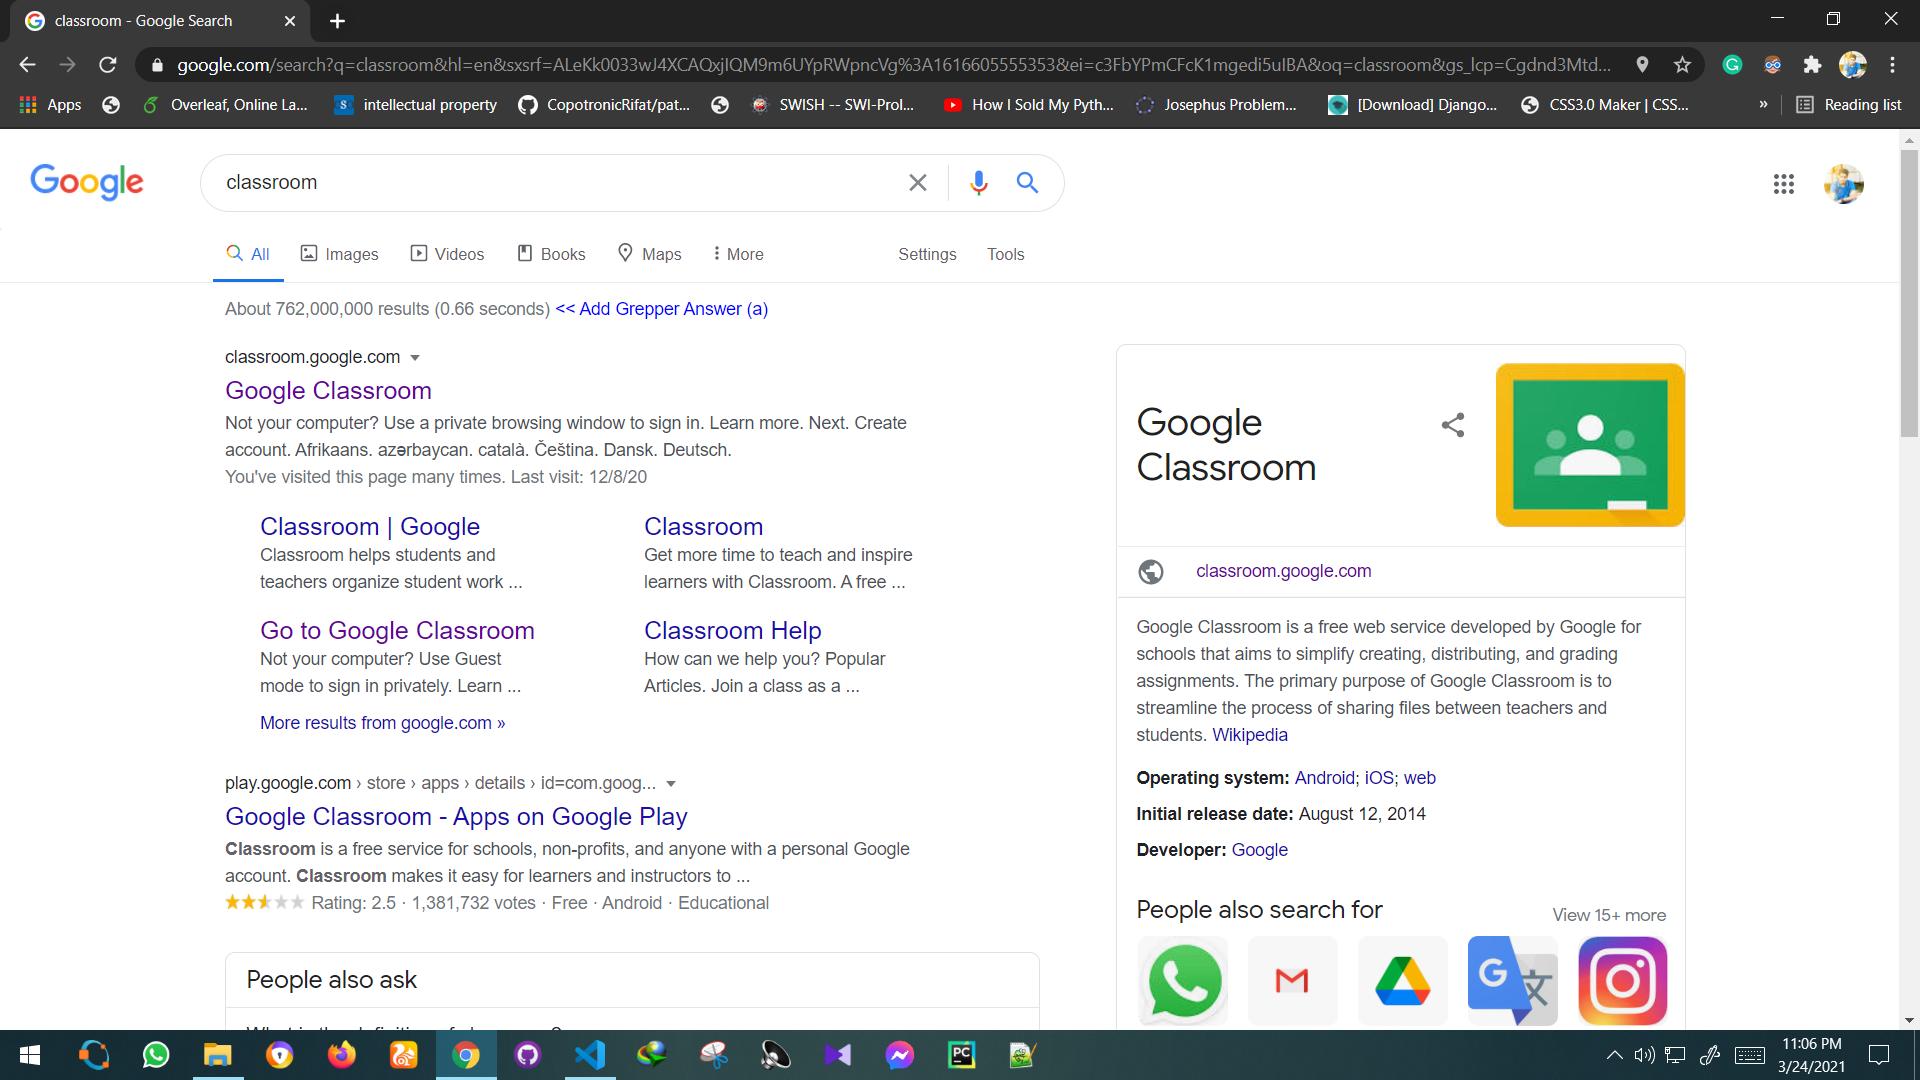 classroom - Google Search
google.com/search?q=classroom&hl=en&sxsrf=ALeKk0033wJ4XCAQxjIQM9m6UYpRWpncVg%3A1616605555353&ei=c3FbYPmCFcK1mgedi5uIBA&oq=classroom&gs_lcp=Cgdnd3Mtd...
Apps Overleaf, Online La... intellectual property CopotronicRifat/pat... SWISH -- SWI-Prol... How I Sold My Pyth... Josephus Problem... [Download] Django... CSS3.0 Maker | CSS... » Reading list
Google classroom
All Images Videos Books Maps More Settings Tools
About 762,000,000 results (0.66 seconds) << Add Grepper Answer (a)
classroom.google.com
Google Classroom
Not your computer? Use a private browsing window to sign in. Learn more. Next. Create
account. Afrikaans. azərbaycan. català. Čeština. Dansk. Deutsch.
You've visited this page many times. Last visit: 12/8/20
Classroom | Google
Classroom helps students and
teachers organize student work ...
Classroom
Get more time to teach and inspire
learners with Classroom. A free ...
Go to Google Classroom
Not your computer? Use Guest
mode to sign in privately. Learn ...
Classroom Help
How can we help you? Popular
Articles. Join a class as a ...
More results from google.com »
play.google.com › store › apps › details › id=com.goog...
Google Classroom - Apps on Google Play
Classroom is a free service for schools, non-profits, and anyone with a personal Google
account. Classroom makes it easy for learners and instructors to ...
Rating: 2.5 · 1,381,732 votes · Free · Android · Educational
People also ask
Google
Classroom
classroom.google.com
Google Classroom is a free web service developed by Google for
schools that aims to simplify creating, distributing, and grading
assignments. The primary purpose of Google Classroom is to
streamline the process of sharing files between teachers and
students. Wikipedia
Operating system: Android; iOS; web
Initial release date: August 12, 2014
Developer: Google
People also search for
View 15+ more
11:06 PM
3/24/2021